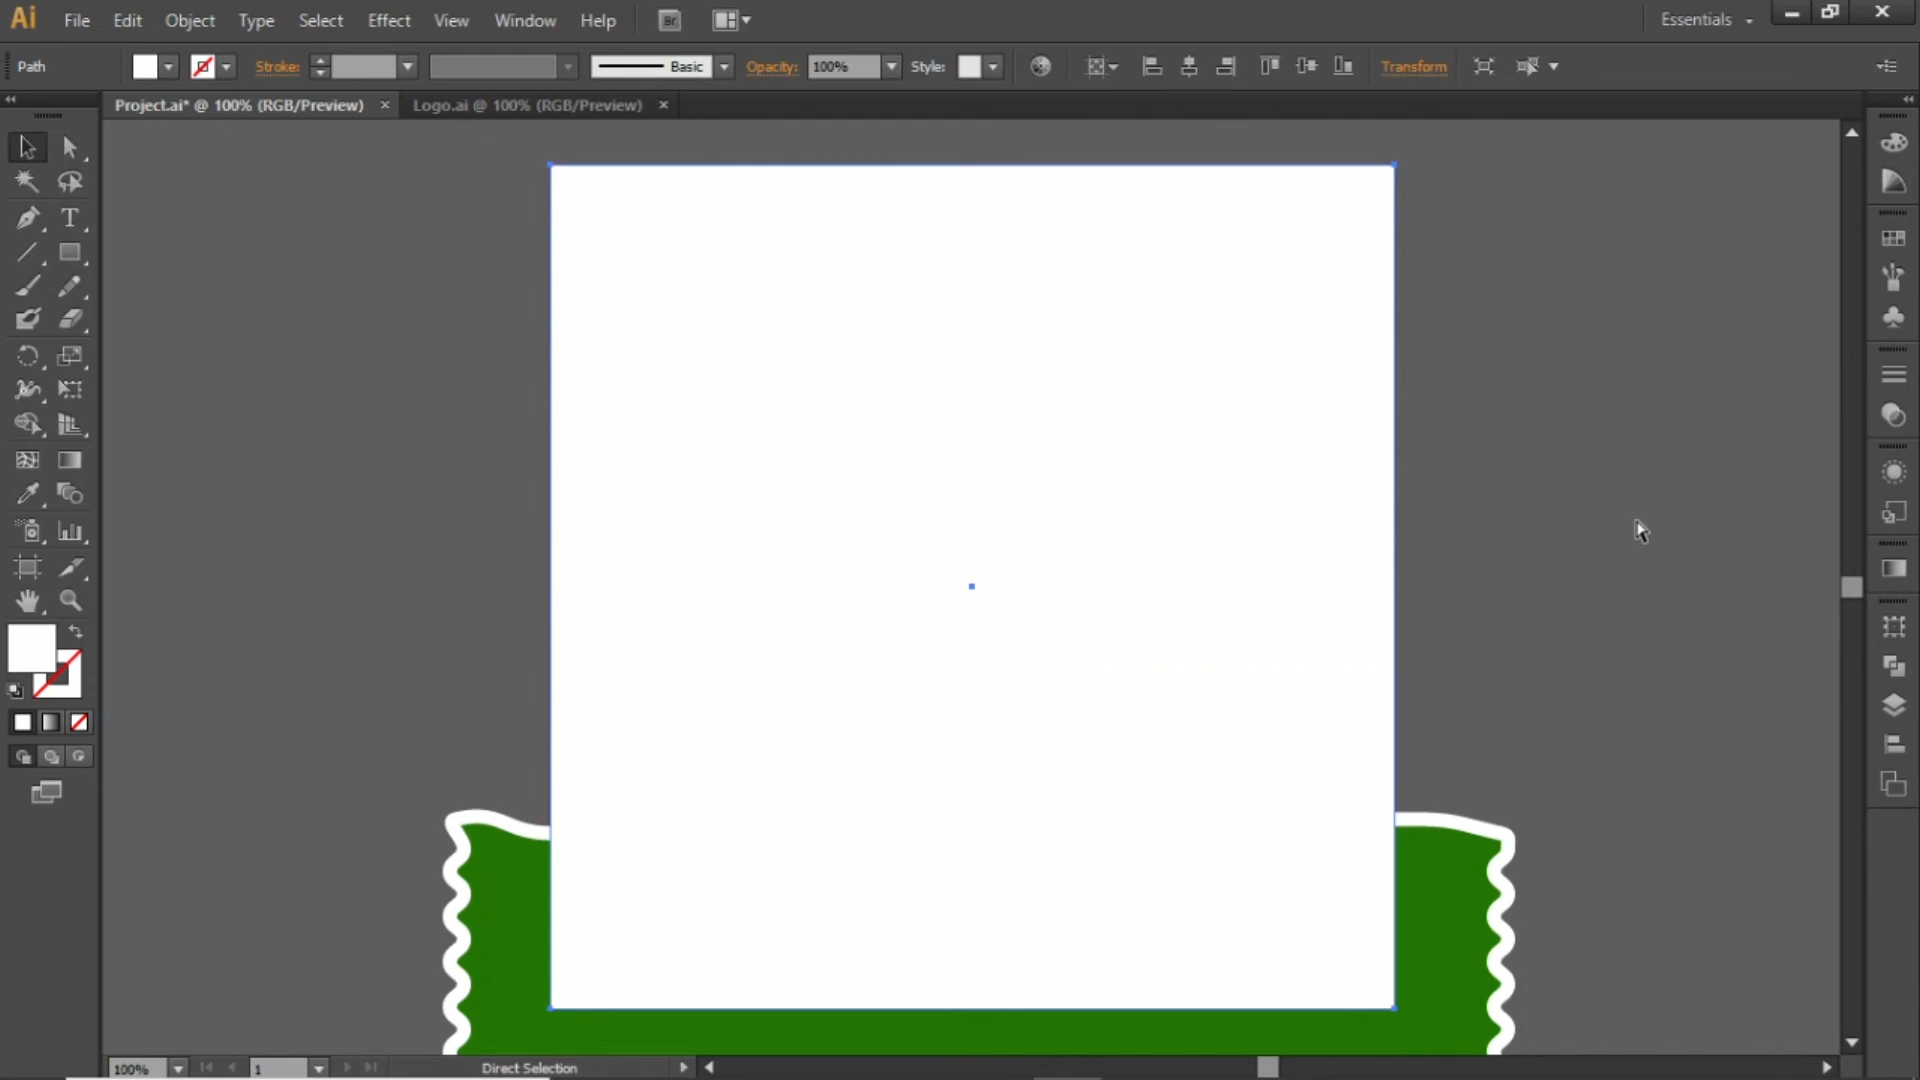 Ai File Edit Object Type Select Effect View Window Help Br Essentials
Path Stroke: Basic Opacity: 100% Style: Transform
Project.ai* @ 100% (RGB/Preview) × Logo.ai @ 100% (RGB/Preview) ×
T
100% 1 Direct Selection